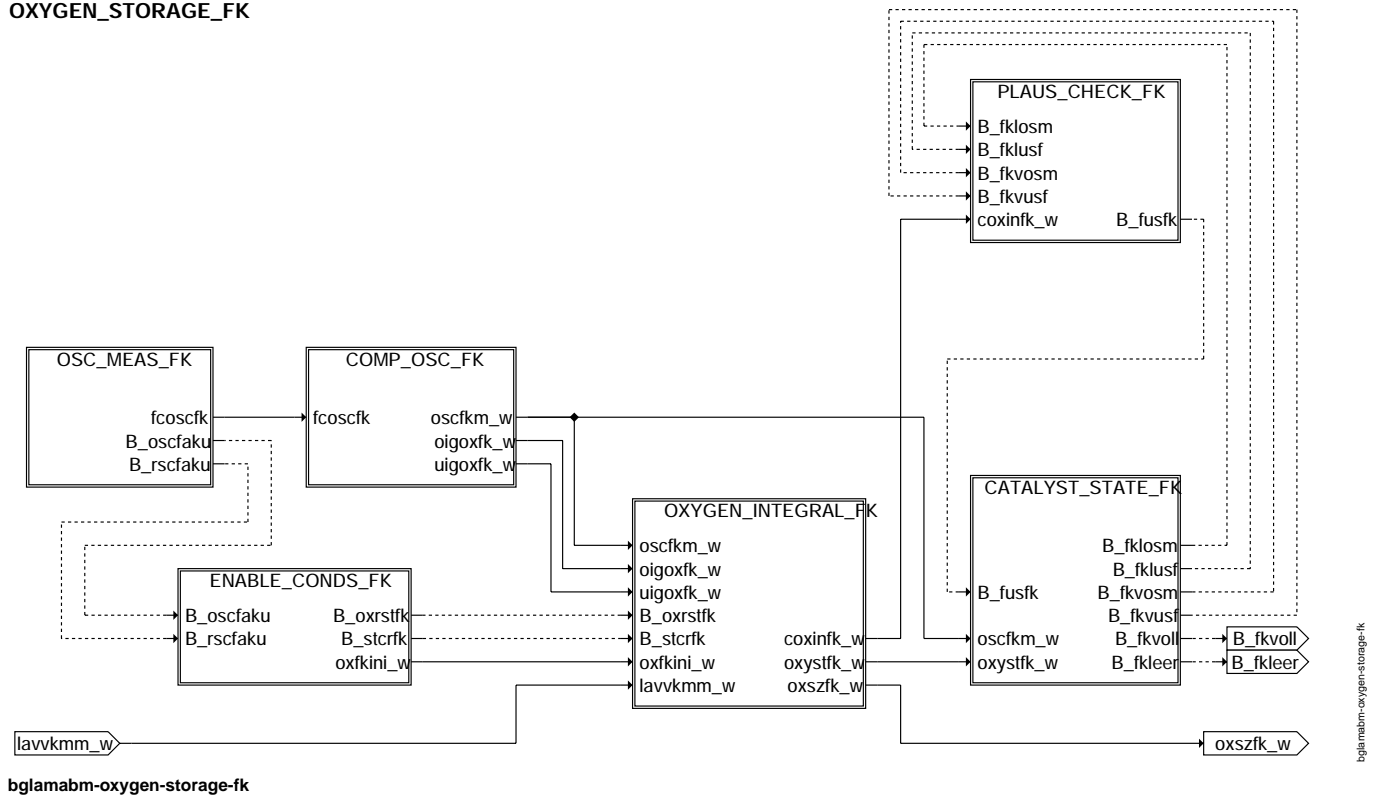 OXYGEN_STORAGE_FK
PLAUS_CHECK_FK
B_fklosm
B_fklusf
B_fkvosm
B_fkvusf
coxinfk_w
B_fusfk
OSC_MEAS_FK
fcoscfk
B_oscfaku
B_rscfaku
COMP_OSC_FK
fcoscfk
oscfkm_w
oigoxfk_w
uigoxfk_w
ENABLE_CONDS_FK
B_oscfaku
B_rscfaku
B_oxrstfk
B_stcrfk
oxfkini_w
OXYGEN_INTEGRAL_FK
oscfkm_w
oigoxfk_w
uigoxfk_w
B_oxrstfk
B_stcrfk
oxfkini_w
lavvkmm_w
coxinfk_w
oxystfk_w
oxszfk_w
CATALYST_STATE_FK
B_fusfk
oscfkm_w
oxystfk_w
B_fklosm
B_fklusf
B_fkvosm
B_fkvusf
B_fkvoll
B_fkleer
B_fkvoll
B_fkleer
lavvkmm_w
oxszfk_w
bglamabm-oxygen-storage-fk
bglamabm-oxygen-storage-fk